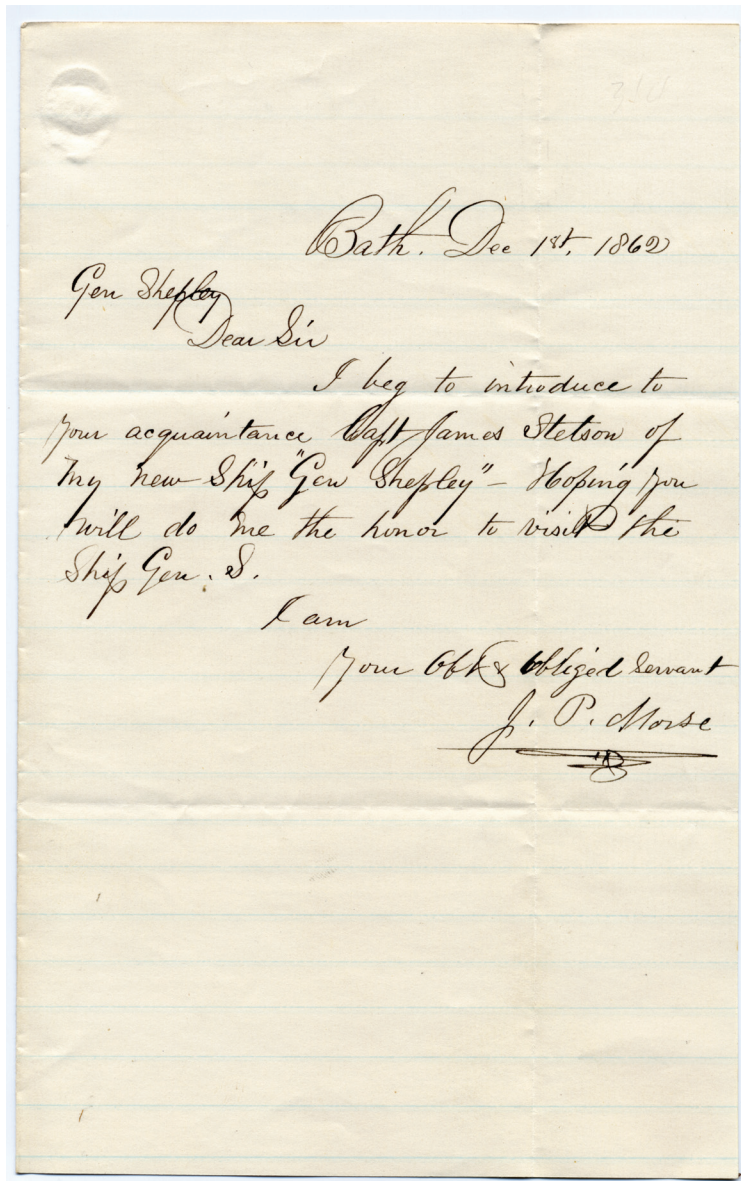 Bath. Dec 1st, 1862
Gen Shepley
Dear Sir
I beg to introduce to
your acquaintance Capt James Stetson of
my new Ship "Gen Shepley" - Hoping you
will do me the honor to visit the
Ship Gen. S.
I am
Your Obt & Obliged Servant
J. P. Morse